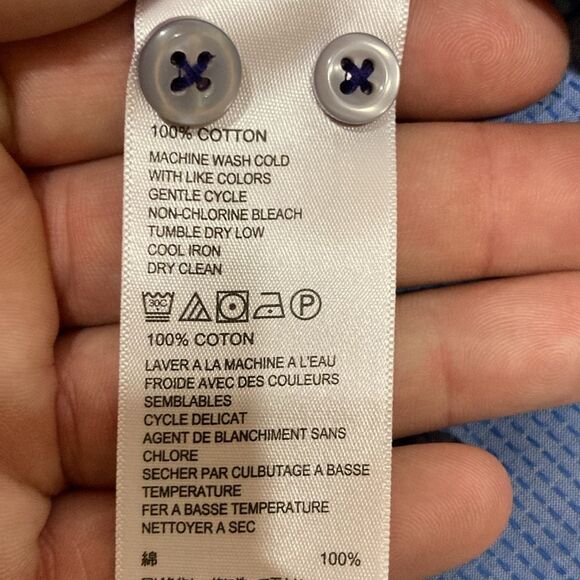 100% COTTON
MACHINE WASH COLD
WITH LIKE COLORS
GENTLE CYCLE
NON-CHLORINE BLEACH
TUMBLE DRY LOW
COOL IRON
DRY CLEAN
30C P
100% COTON
LAVER A LA MACHINE A L'EAU
FROIDE AVEC DES COULEURS
SEMBLABLES
CYCLE DELICAT
AGENT DE BLANCHIMENT SANS
CHLORE
SECHER PAR CULBUTAGE A BASSE
TEMPERATURE
FER A BASSE TEMPERATURE
NETTOYER A SEC
綿 100%